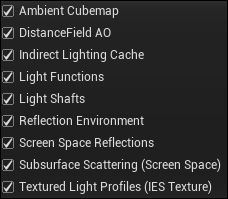 Ambient Cubemap
DistanceField AO
Indirect Lighting Cache
Light Functions
Light Shafts
Reflection Environment
Screen Space Reflections
Subsurface Scattering (Screen Space)
Textured Light Profiles (IES Texture)